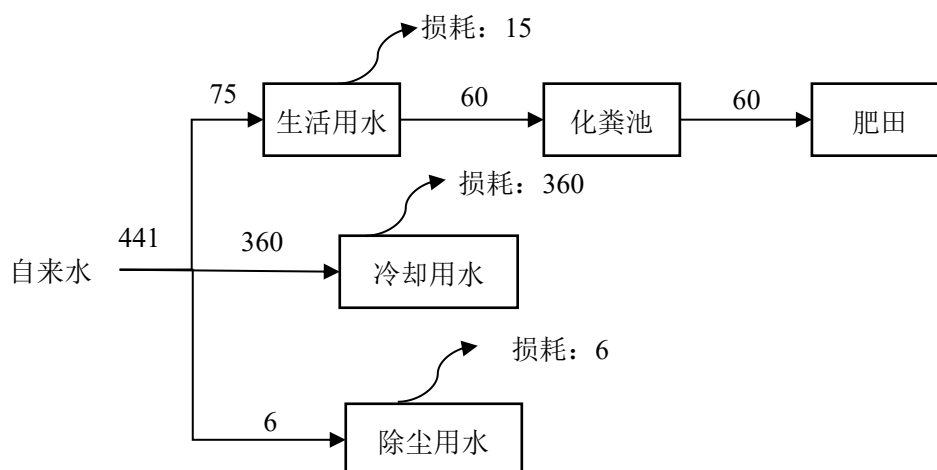 损耗：15
75
生活用水
60
化粪池
60
肥田
损耗：360
441
360
自来水
冷却用水
损耗：6
6
除尘用水